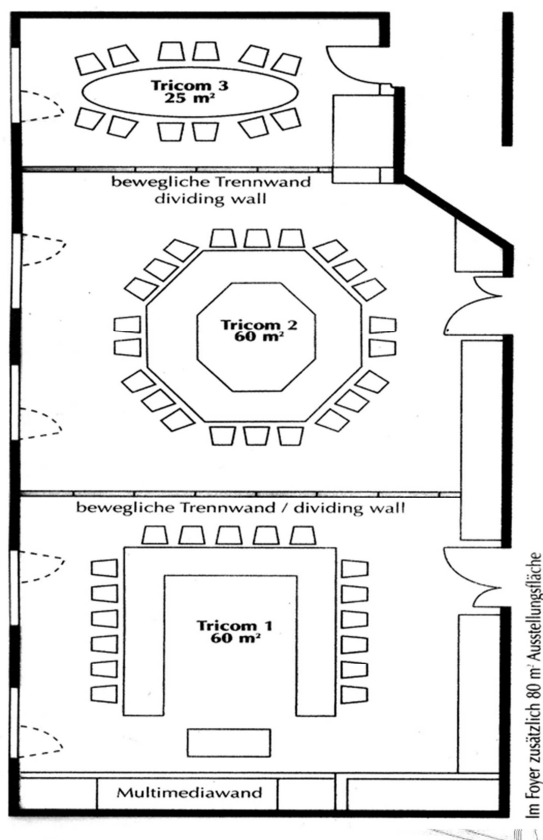 Tricom 3
25 m²
bewegliche Trennwand
dividing wall
Tricom 2
60 m²
bewegliche Trennwand / dividing wall
Tricom 1
60 m²
Multimediawand
Im Foyer zusätzlich 80 m² Ausstellungsfläche